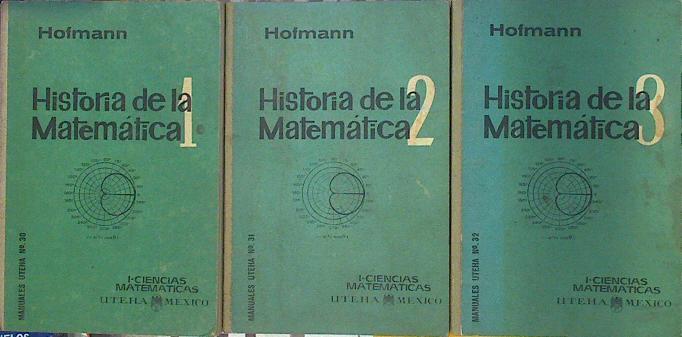 Hofmann
Historia de la
Matemática 1
MANUALES UTEHA Nº. 30
I-CIENCIAS
MATEMATICAS
UTEHA MEXICO
Hofmann
Historia de la
Matemática 2
MANUALES UTEHA Nº. 31
I-CIENCIAS
MATEMATICAS
UTEHA MEXICO
Hofmann
Historia de la
Matemática 3
MANUALES UTEHA Nº. 32
I-CIENCIAS
MATEMATICAS
UTEHA MEXICO